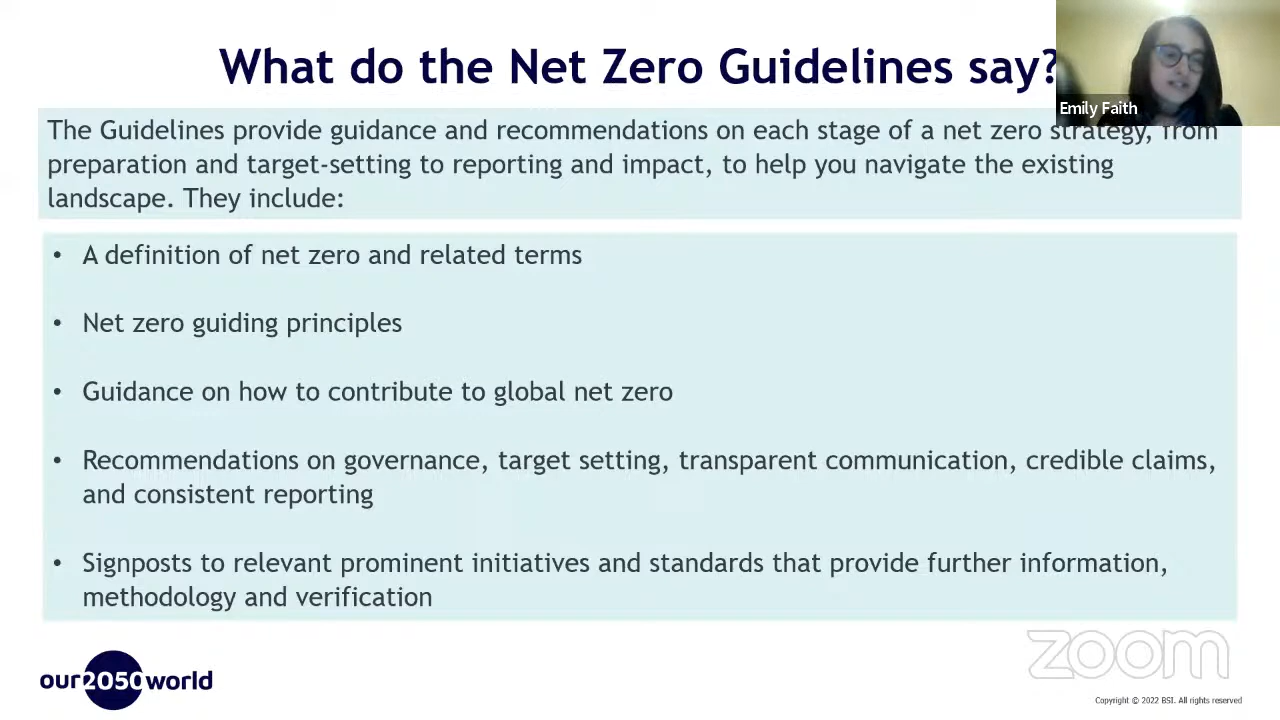 What do the Net Zero Guidelines say?
Emily Faith
The Guidelines provide guidance and recommendations on each stage of a net zero strategy, from
preparation and target-setting to reporting and impact, to help you navigate the existing
landscape. They include:
• A definition of net zero and related terms
• Net zero guiding principles
• Guidance on how to contribute to global net zero
• Recommendations on governance, target setting, transparent communication, credible claims,
and consistent reporting
• Signposts to relevant prominent initiatives and standards that provide further information,
methodology and verification
our2050world
zoom
Copyright © 2022 BSI. All rights reserved